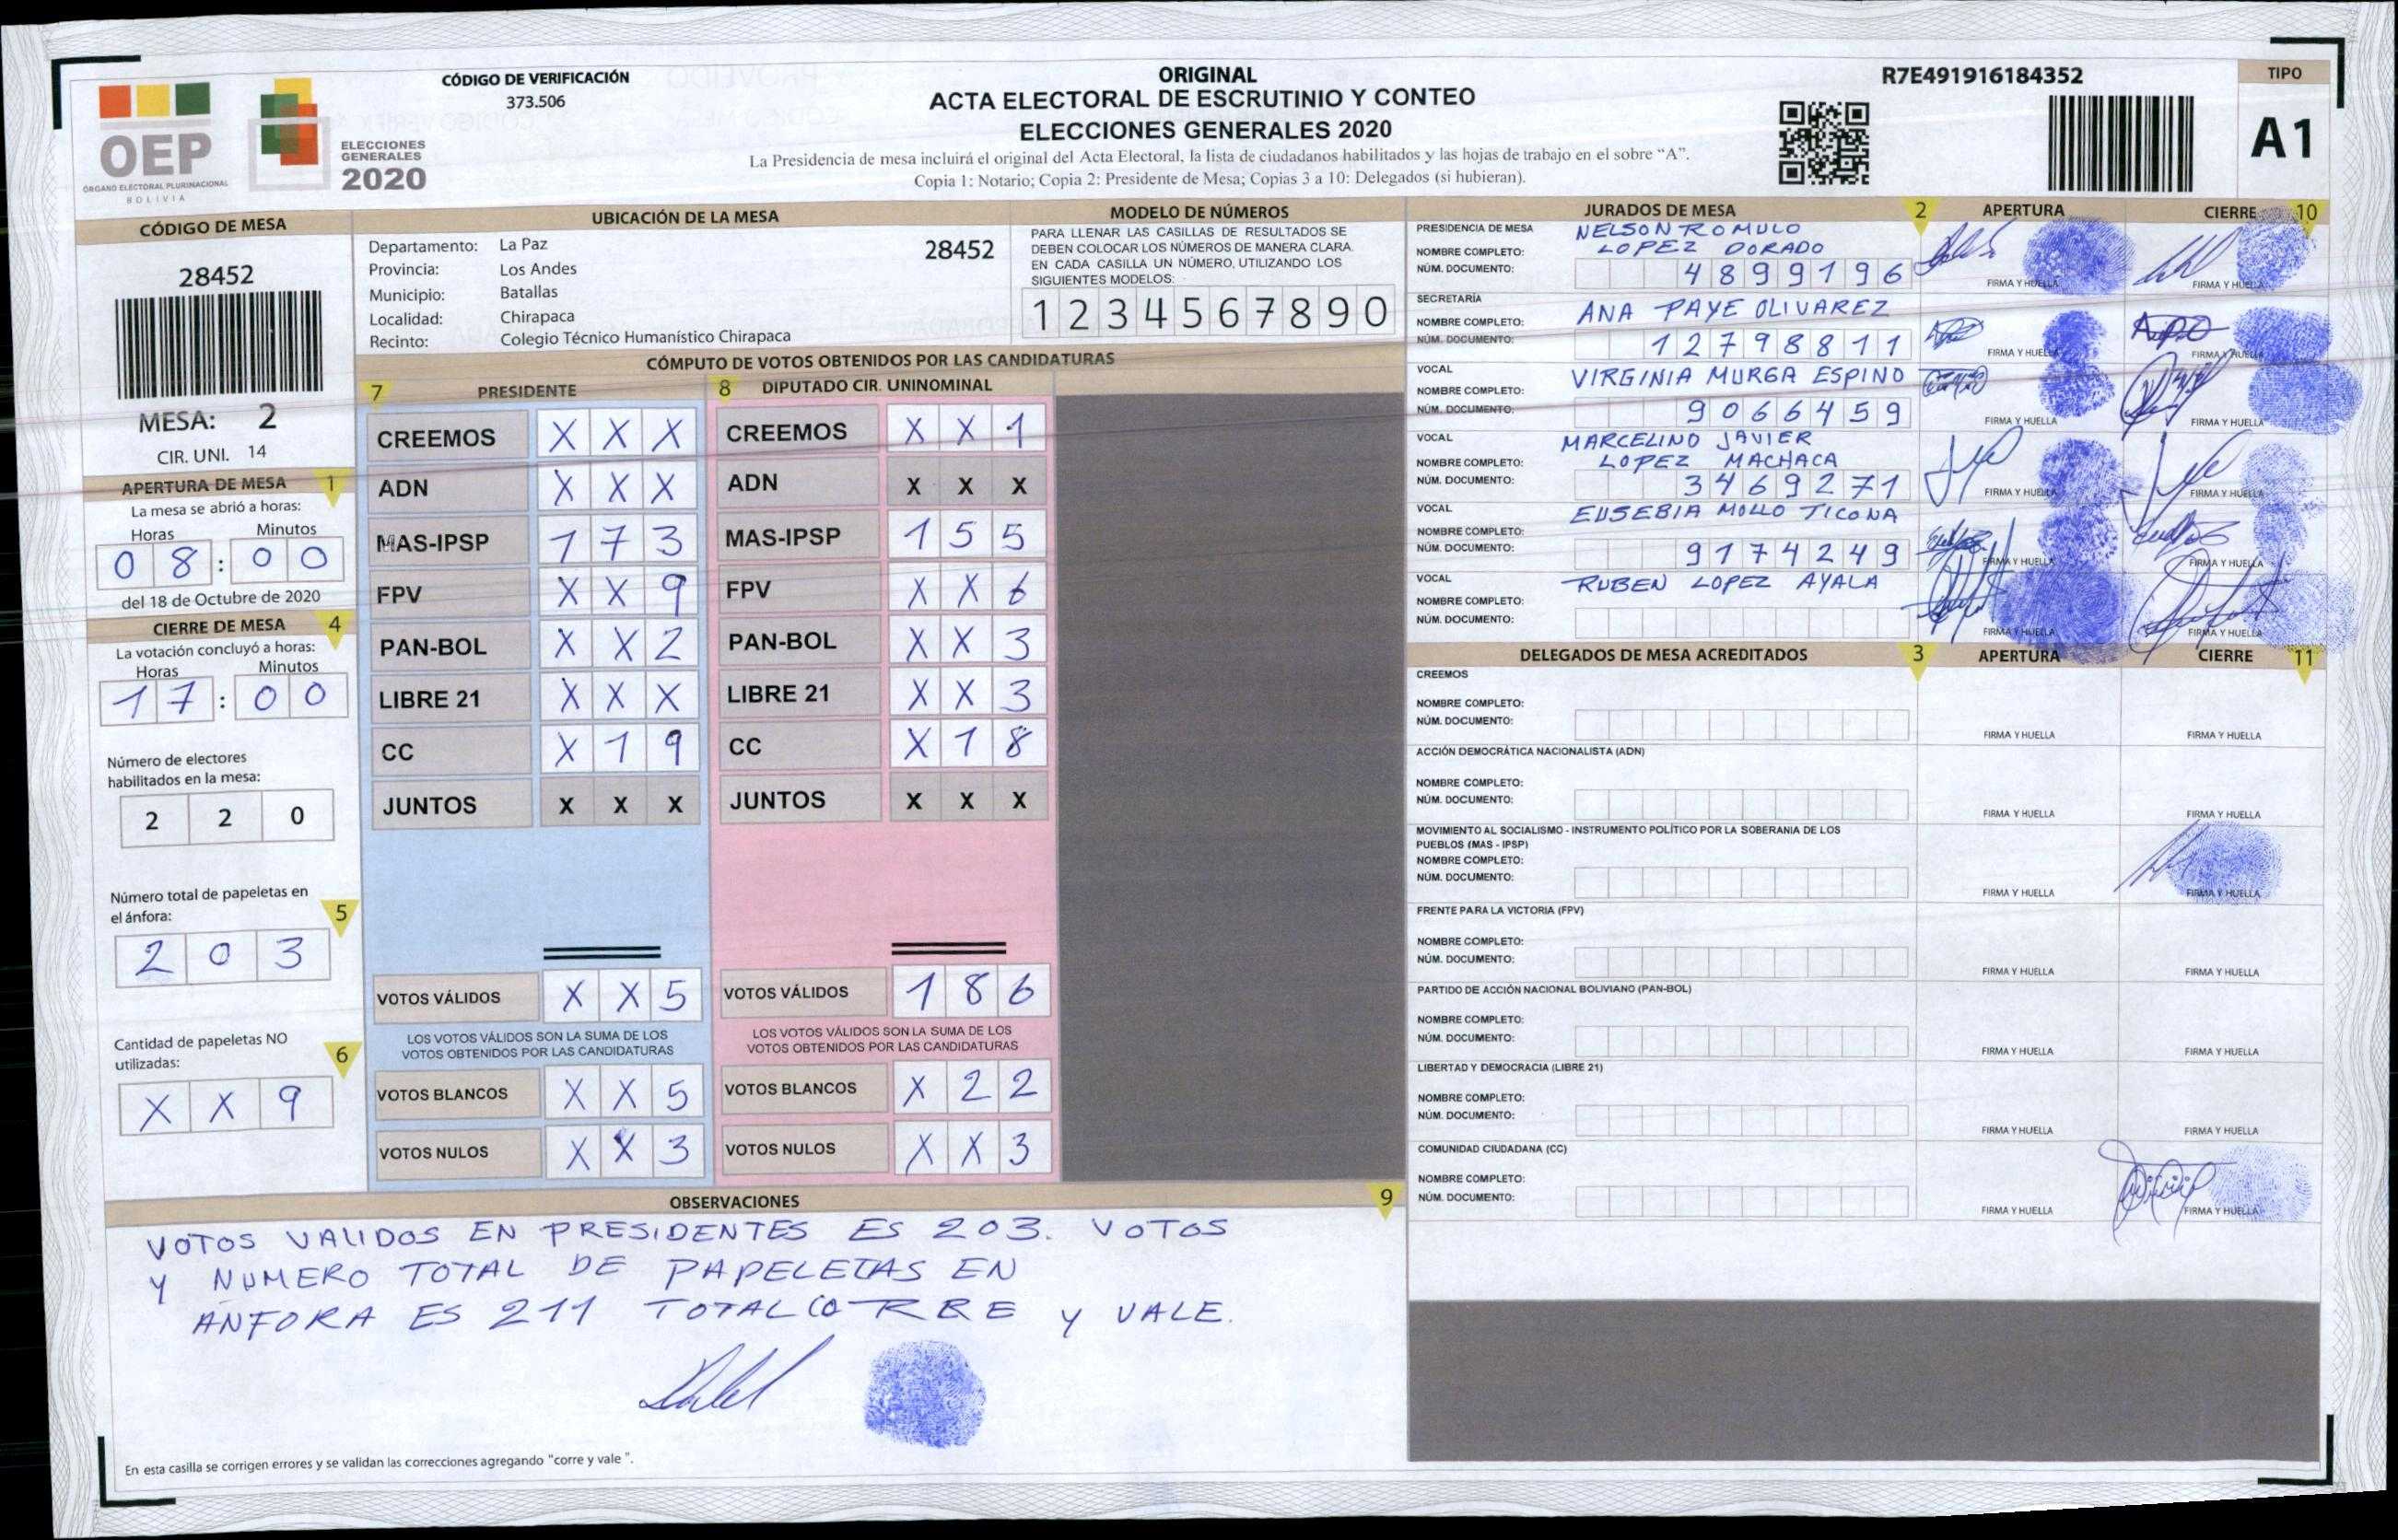 CÓDIGO DE VERIFICACIÓN
373.506
ORIGINAL
ACTA ELECTORAL DE ESCRUTINIO Y CONTEO
ELECCIONES GENERALES 2020
La Presidencia de mesa incluirá el original del Acta Electoral, la lista de ciudadanos habilitados y las hojas de trabajo en el sobre “A”.
Copia 1: Notario; Copia 2: Presidente de Mesa; Copias 3 a 10: Delegados (si hubieran).
R7E491916184352
TIPO
A1
OEP
ÓRGANO ELECTORAL PLURINACIONAL
BOLIVIA
ELECCIONES
GENERALES
2020
CÓDIGO DE MESA
28452
MESA: 2
CIR. UNI. 14
APERTURA DE MESA 1
La mesa se abrió a horas:
Horas Minutos
08 : 00
del 18 de Octubre de 2020
CIERRE DE MESA 4
La votación concluyó a horas:
Horas Minutos
17 : 00
Número de electores
habilitados en la mesa:
2 2 0
Número total de papeletas en
el ánfora: 5
2 0 3
Cantidad de papeletas NO
utilizadas: 6
X X 9
UBICACIÓN DE LA MESA
Departamento: La Paz 28452
Provincia: Los Andes
Municipio: Batallas
Localidad: Chirapaca
Recinto: Colegio Técnico Humanístico Chirapaca
MODELO DE NÚMEROS
PARA LLENAR LAS CASILLAS DE RESULTADOS SE
DEBEN COLOCAR LOS NÚMEROS DE MANERA CLARA.
EN CADA CASILLA UN NÚMERO, UTILIZANDO LOS
SIGUIENTES MODELOS:
1 2 3 4 5 6 7 8 9 0
CÓMPUTO DE VOTOS OBTENIDOS POR LAS CANDIDATURAS
7 PRESIDENTE
CREEMOS X X X
ADN X X X
MAS-IPSP 1 7 3
FPV X X 9
PAN-BOL X X 2
LIBRE 21 X X X
CC X 1 9
JUNTOS X X X
VOTOS VÁLIDOS X X 5
LOS VOTOS VÁLIDOS SON LA SUMA DE LOS
VOTOS OBTENIDOS POR LAS CANDIDATURAS
VOTOS BLANCOS X X 5
VOTOS NULOS X X 3
8 DIPUTADO CIR. UNINOMINAL
CREEMOS X X 1
ADN X X X
MAS-IPSP 1 5 5
FPV X X 6
PAN-BOL X X 3
LIBRE 21 X X 3
CC X 1 8
JUNTOS X X X
VOTOS VÁLIDOS 1 8 6
LOS VOTOS VÁLIDOS SON LA SUMA DE LOS
VOTOS OBTENIDOS POR LAS CANDIDATURAS
VOTOS BLANCOS X 2 2
VOTOS NULOS X X 3
OBSERVACIONES 9
VOTOS VALIDOS EN PRESIDENTES ES 203. VOTOS
Y NUMERO TOTAL DE PAPELETAS EN
ANFORA ES 211 TOTAL CORRE Y VALE.
En esta casilla se corrigen errores y se validan las correcciones agregando "corre y vale ".
JURADOS DE MESA 2 APERTURA CIERRE 10
PRESIDENCIA DE MESA NELSON ROMULO
NOMBRE COMPLETO: LOPEZ DORADO
NÚM. DOCUMENTO: 4899196 FIRMA Y HUELLA FIRMA Y HUELLA
SECRETARÍA
NOMBRE COMPLETO: ANA PAYE OLIVAREZ
NÚM. DOCUMENTO: 12798811 FIRMA Y HUELLA FIRMA Y HUELLA
VOCAL
NOMBRE COMPLETO: VIRGINIA MURGA ESPINO
NÚM. DOCUMENTO: 9066459 FIRMA Y HUELLA FIRMA Y HUELLA
VOCAL MARCELINO JAVIER
NOMBRE COMPLETO: LOPEZ MACHACA
NÚM. DOCUMENTO: 3469271 FIRMA Y HUELLA FIRMA Y HUELLA
VOCAL EUSEBIA MOLLO TICONA
NOMBRE COMPLETO:
NÚM. DOCUMENTO: 9174249 FIRMA Y HUELLA FIRMA Y HUELLA
VOCAL RUBEN LOPEZ AYALA
NOMBRE COMPLETO:
NÚM. DOCUMENTO: FIRMA Y HUELLA FIRMA Y HUELLA
DELEGADOS DE MESA ACREDITADOS 3 APERTURA CIERRE 11
CREEMOS
NOMBRE COMPLETO:
NÚM. DOCUMENTO: FIRMA Y HUELLA FIRMA Y HUELLA
ACCIÓN DEMOCRÁTICA NACIONALISTA (ADN)
NOMBRE COMPLETO:
NÚM. DOCUMENTO: FIRMA Y HUELLA FIRMA Y HUELLA
MOVIMIENTO AL SOCIALISMO - INSTRUMENTO POLÍTICO POR LA SOBERANIA DE LOS
PUEBLOS (MAS - IPSP)
NOMBRE COMPLETO:
NÚM. DOCUMENTO: FIRMA Y HUELLA FIRMA Y HUELLA
FRENTE PARA LA VICTORIA (FPV)
NOMBRE COMPLETO:
NÚM. DOCUMENTO: FIRMA Y HUELLA FIRMA Y HUELLA
PARTIDO DE ACCIÓN NACIONAL BOLIVIANO (PAN-BOL)
NOMBRE COMPLETO:
NÚM. DOCUMENTO: FIRMA Y HUELLA FIRMA Y HUELLA
LIBERTAD Y DEMOCRACIA (LIBRE 21)
NOMBRE COMPLETO:
NÚM. DOCUMENTO: FIRMA Y HUELLA FIRMA Y HUELLA
COMUNIDAD CIUDADANA (CC)
NOMBRE COMPLETO:
NÚM. DOCUMENTO: FIRMA Y HUELLA FIRMA Y HUELLA